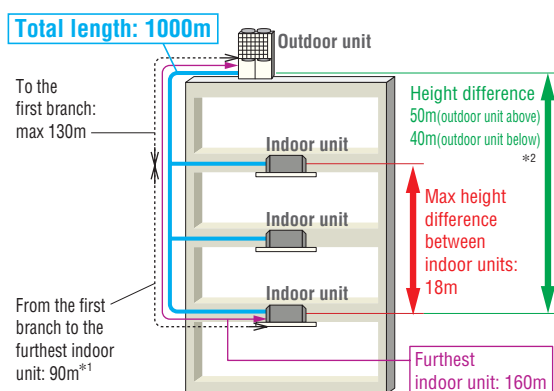 Total length: 1000m
Outdoor unit
To the
first branch:
max 130m
Height difference
50m(outdoor unit above)
40m(outdoor unit below)
*2
Indoor unit
Max height
difference
between
indoor units:
18m
Indoor unit
Indoor unit
From the first
branch to the
furthest indoor
unit: 90m*1
Furthest
indoor unit: 160m